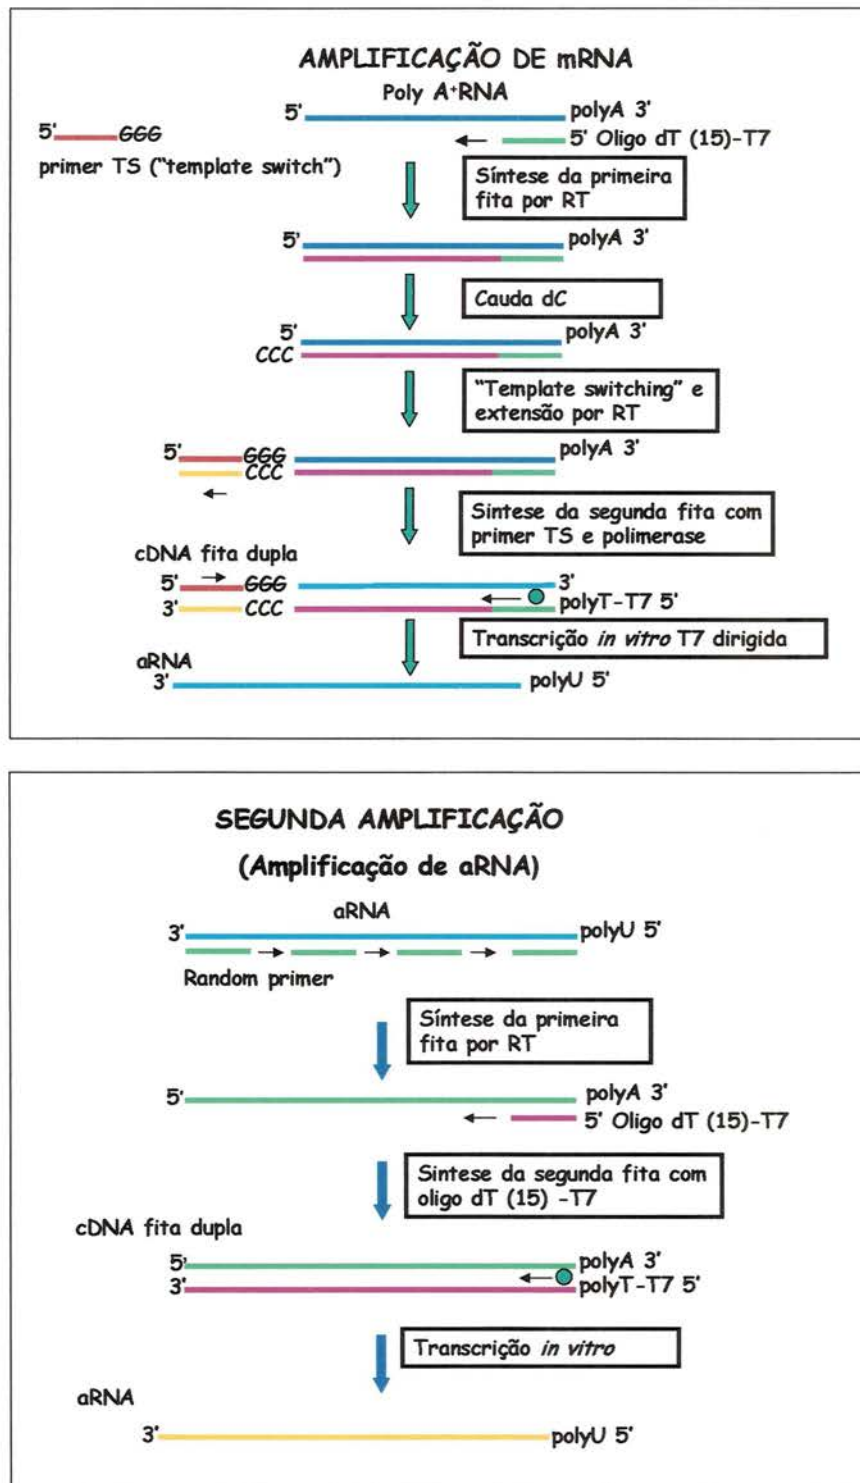 AMPLIFICAÇÃO DE mRNA
Poly A+RNA
5' polyA 3'
5' GGG
5' Oligo dT (15)-T7
primer TS ("template switch")
Síntese da primeira
fita por RT
5' polyA 3'
Cauda dC
5' polyA 3'
CCC
"Template switching" e
extensão por RT
5' GGG polyA 3'
CCC
Sintese da segunda fita com
primer TS e polimerase
cDNA fita dupla
5' GGG 3'
3' CCC polyT-T7 5'
Transcrição in vitro T7 dirigida
aRNA
3' polyU 5'
SEGUNDA AMPLIFICAÇÃO
(Amplificação de aRNA)
aRNA
3' polyU 5'
Random primer
Síntese da primeira
fita por RT
5' polyA 3'
5' Oligo dT (15)-T7
Sintese da segunda fita com
oligo dT (15) -T7
cDNA fita dupla
5' polyA 3'
3' polyT-T7 5'
Transcrição in vitro
aRNA
3' polyU 5'